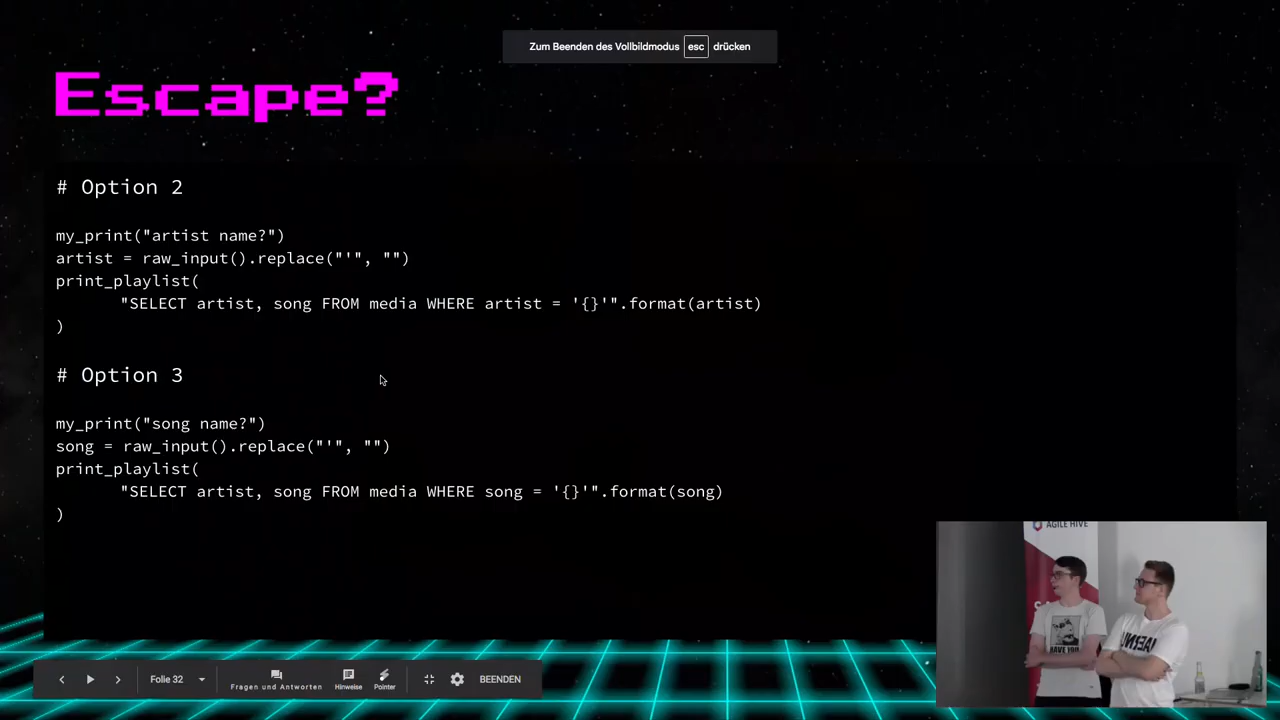 Zum Beenden des Vollbildmodus esc drücken
Escape?
# Option 2
my_print("artist name?")
artist = raw_input().replace("'", "")
print_playlist(
"SELECT artist, song FROM media WHERE artist = '{}'".format(artist)
)
# Option 3
my_print("song name?")
song = raw_input().replace("'", "")
print_playlist(
"SELECT artist, song FROM media WHERE song = '{}'".format(song)
)
AGILE HIVE
HAVE YOU
Folie 32
Fragen und Antworten
Hinweise
Pointer
BEENDEN